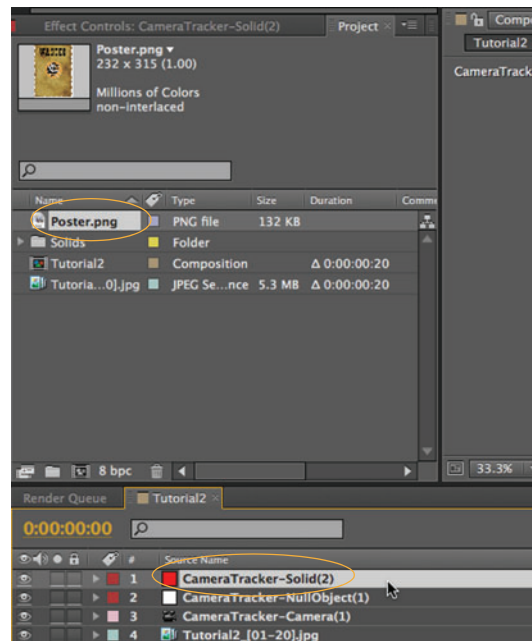 Effect Controls: CameraTracker-Solid(2) Project × Compo
Poster.png ▾ Tutorial2
232 x 315 (1.00)
CameraTrack
Millions of Colors
non-interlaced
WANTED
Name Type Size Duration Comme
Poster.png PNG file 132 KB
Solids Folder
Tutorial2 Composition Δ 0:00:00:20
Tutoria...0].jpg JPEG Se...nce 5.3 MB Δ 0:00:00:20
8 bpc 33.3%
Render Queue Tutorial2 ×
0:00:00:00
# Source Name
1 CameraTracker-Solid(2)
2 CameraTracker-NullObject(1)
3 CameraTracker-Camera(1)
4 Tutorial2_[01-20].jpg